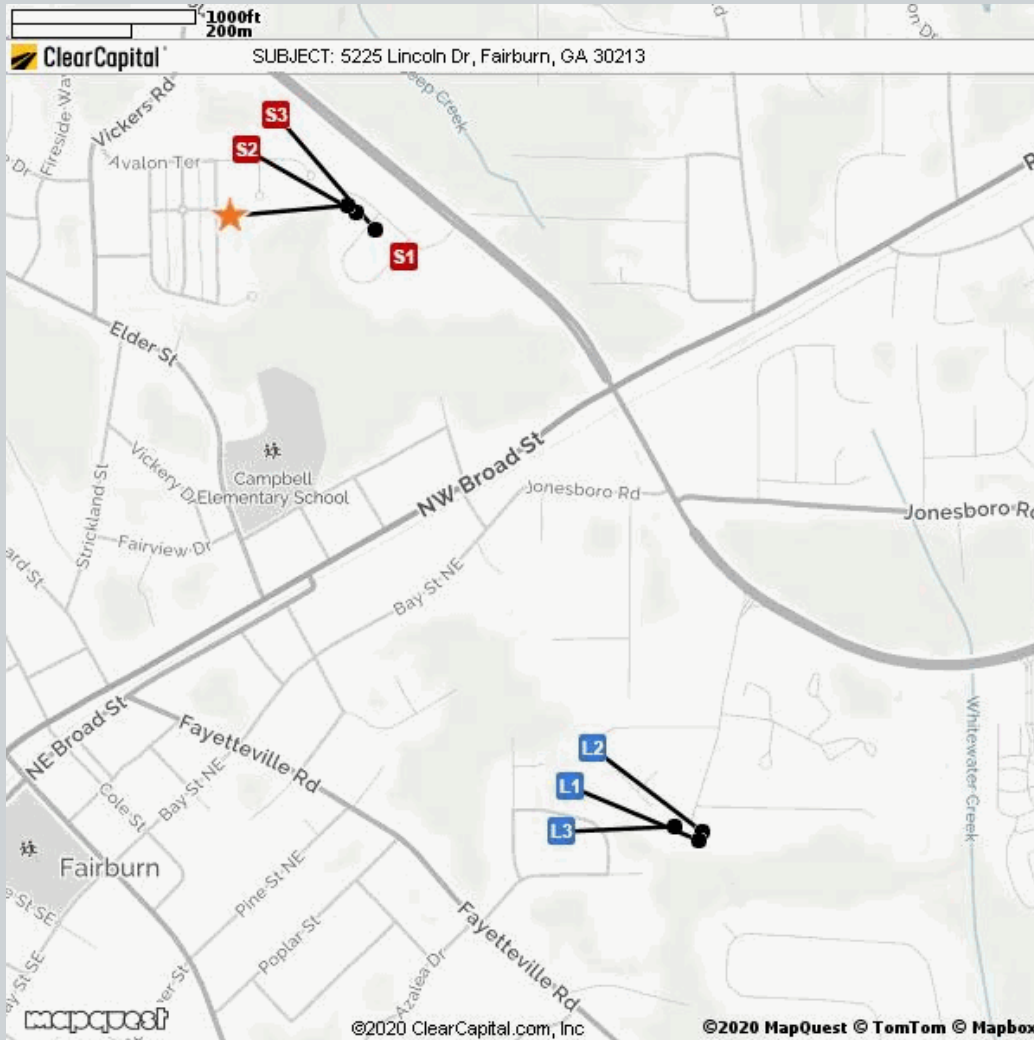 1000ft
200m
ClearCapital
SUBJECT: 5225 Lincoln Dr, Fairburn, GA 30213
Vickers Rd
Avalon Ter
S3
S2
S1
Elder St
Campbell
Elementary School
Vickery Dr
Strickland St
Fairview Dr
NW Broad St
Jonesboro Rd
Jonesboro Rd
Bay St NE
NE Broad St
Fayetteville Rd
Cole St
Bay St NE
Fairburn
Pine St NE
Poplar St
Azalea Dr
Fayetteville Rd
L2
L1
L3
Whitewater Creek
mapquest
©2020 ClearCapital.com, Inc
©2020 MapQuest © TomTom © Mapbox